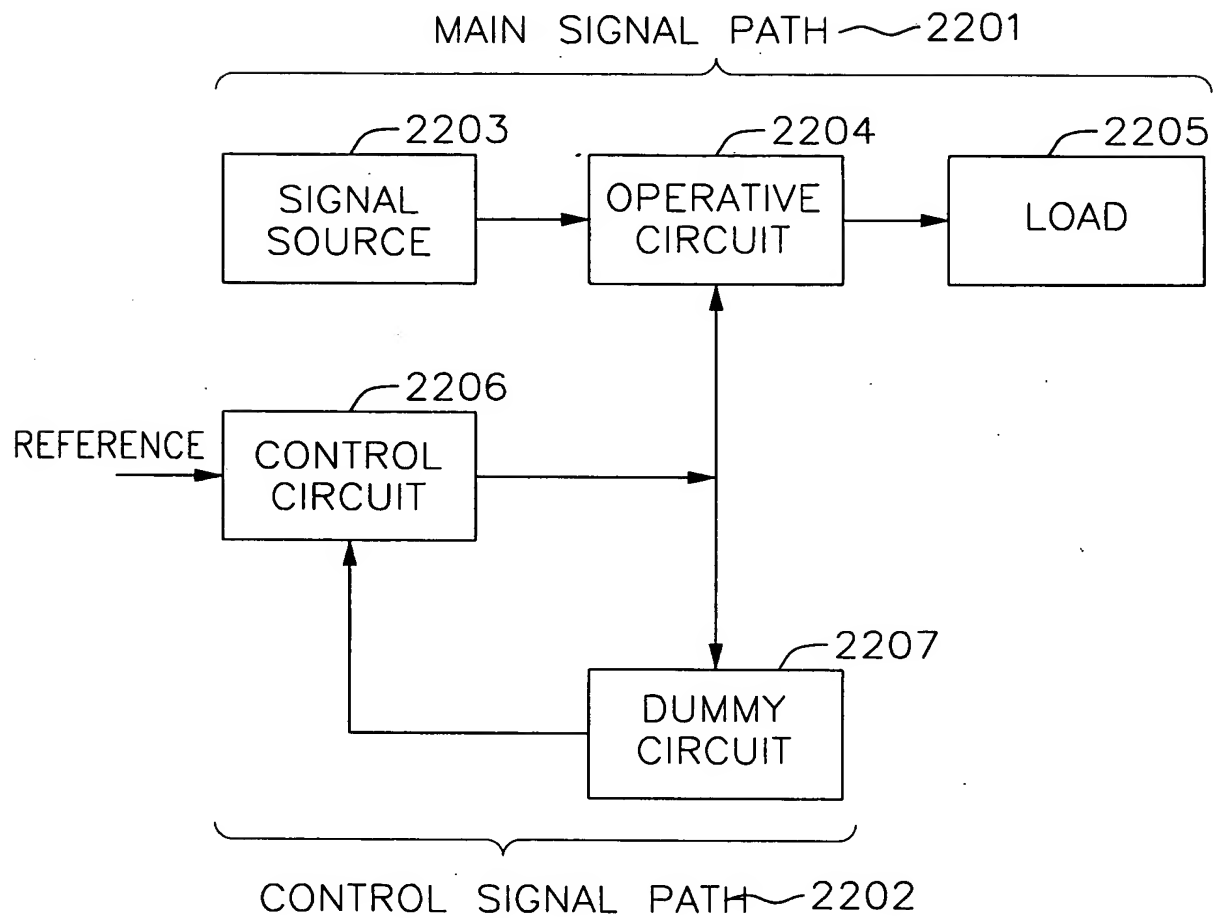 MAIN SIGNAL PATH 2201
2203
2204
2205
SIGNAL
SOURCE
OPERATIVE
CIRCUIT
LOAD
2206
REFERENCE
CONTROL
CIRCUIT
2207
DUMMY
CIRCUIT
CONTROL SIGNAL PATH 2202